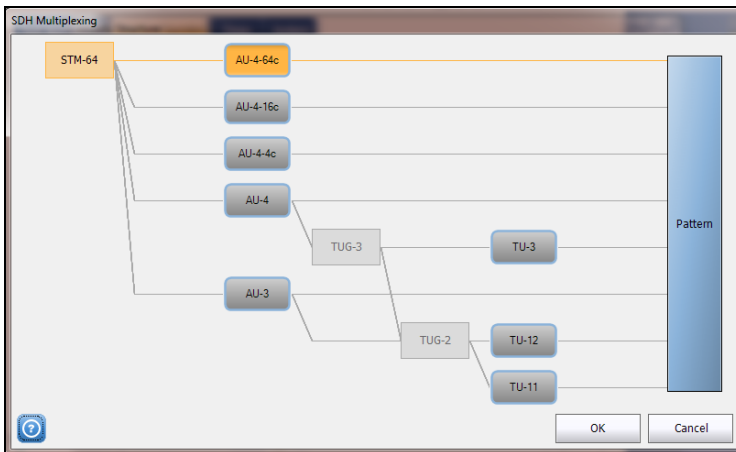 SDH Multiplexing
STM-64
AU-4-64c
AU-4-16c
AU-4-4c
AU-4
Pattern
TUG-3
TU-3
AU-3
TUG-2
TU-12
TU-11
?
OK
Cancel